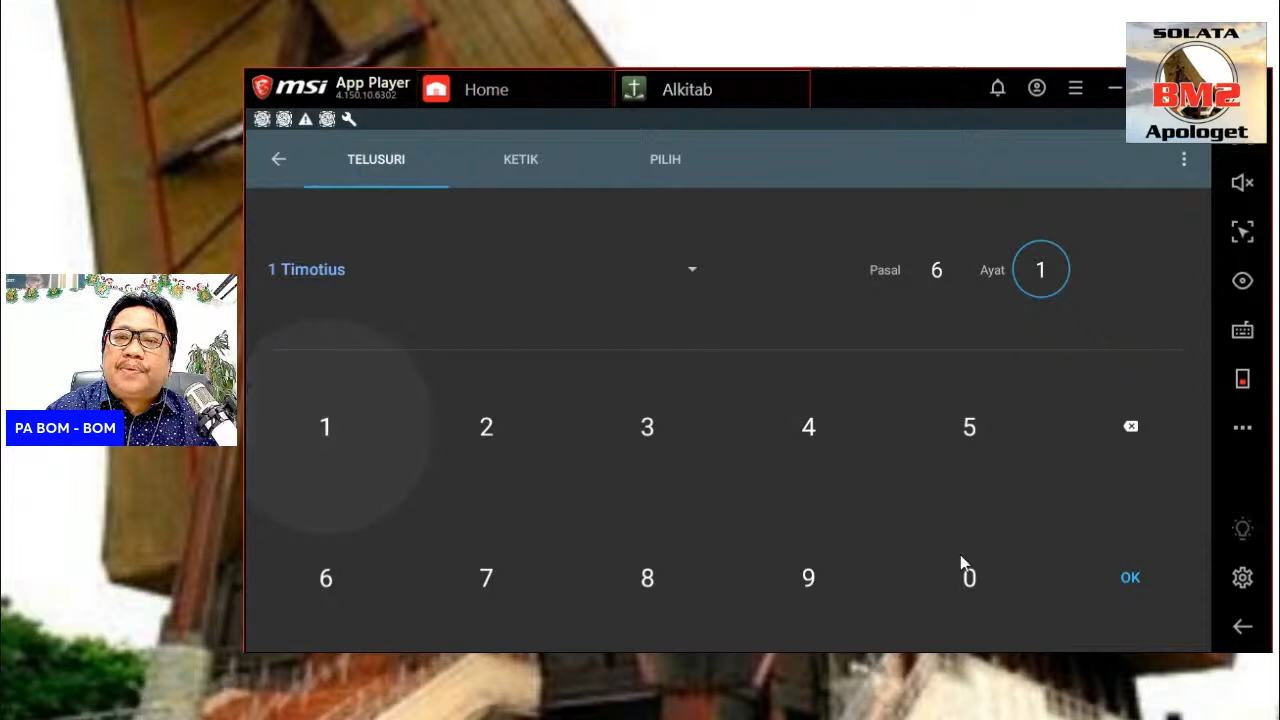 SOLATA
BM2
Apologet
msi App Player
4.150.10.6302
Home
Alkitab
TELUSURI
KETIK
PILIH
1 Timotius
Pasal 6 Ayat 1
PA BOM - BOM
1 2 3 4 5
6 7 8 9 0 OK